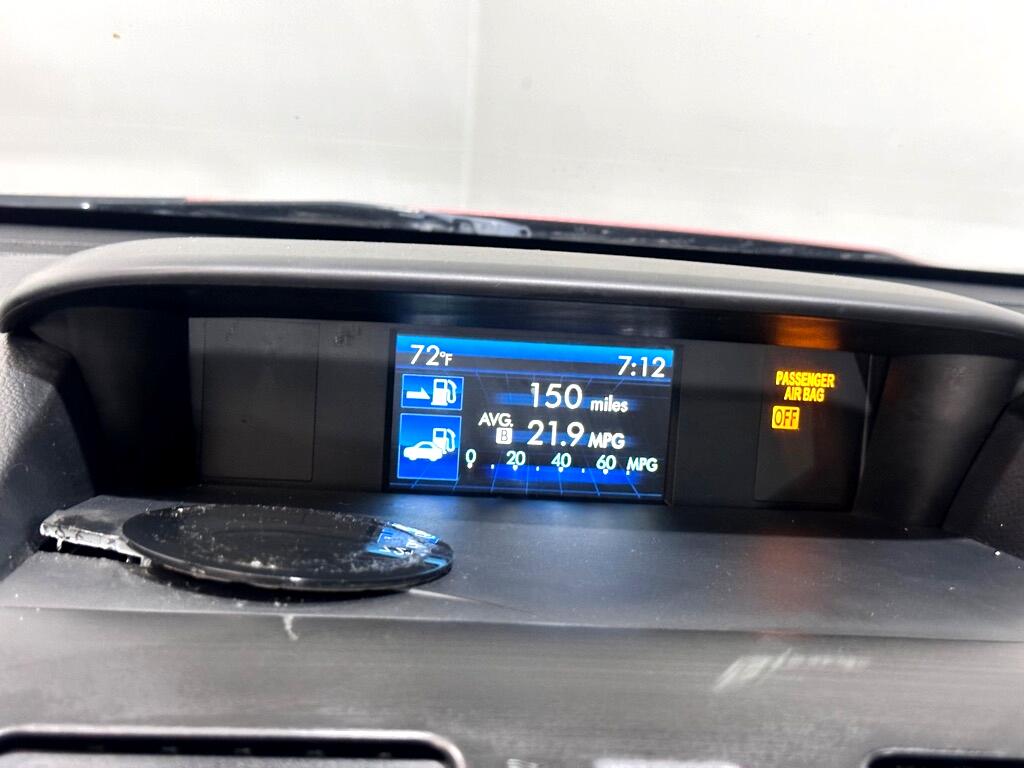 72°F 7:12
150 miles
AVG. B 21.9 MPG
0 20 40 60 MPG
PASSENGER
AIR BAG
OFF